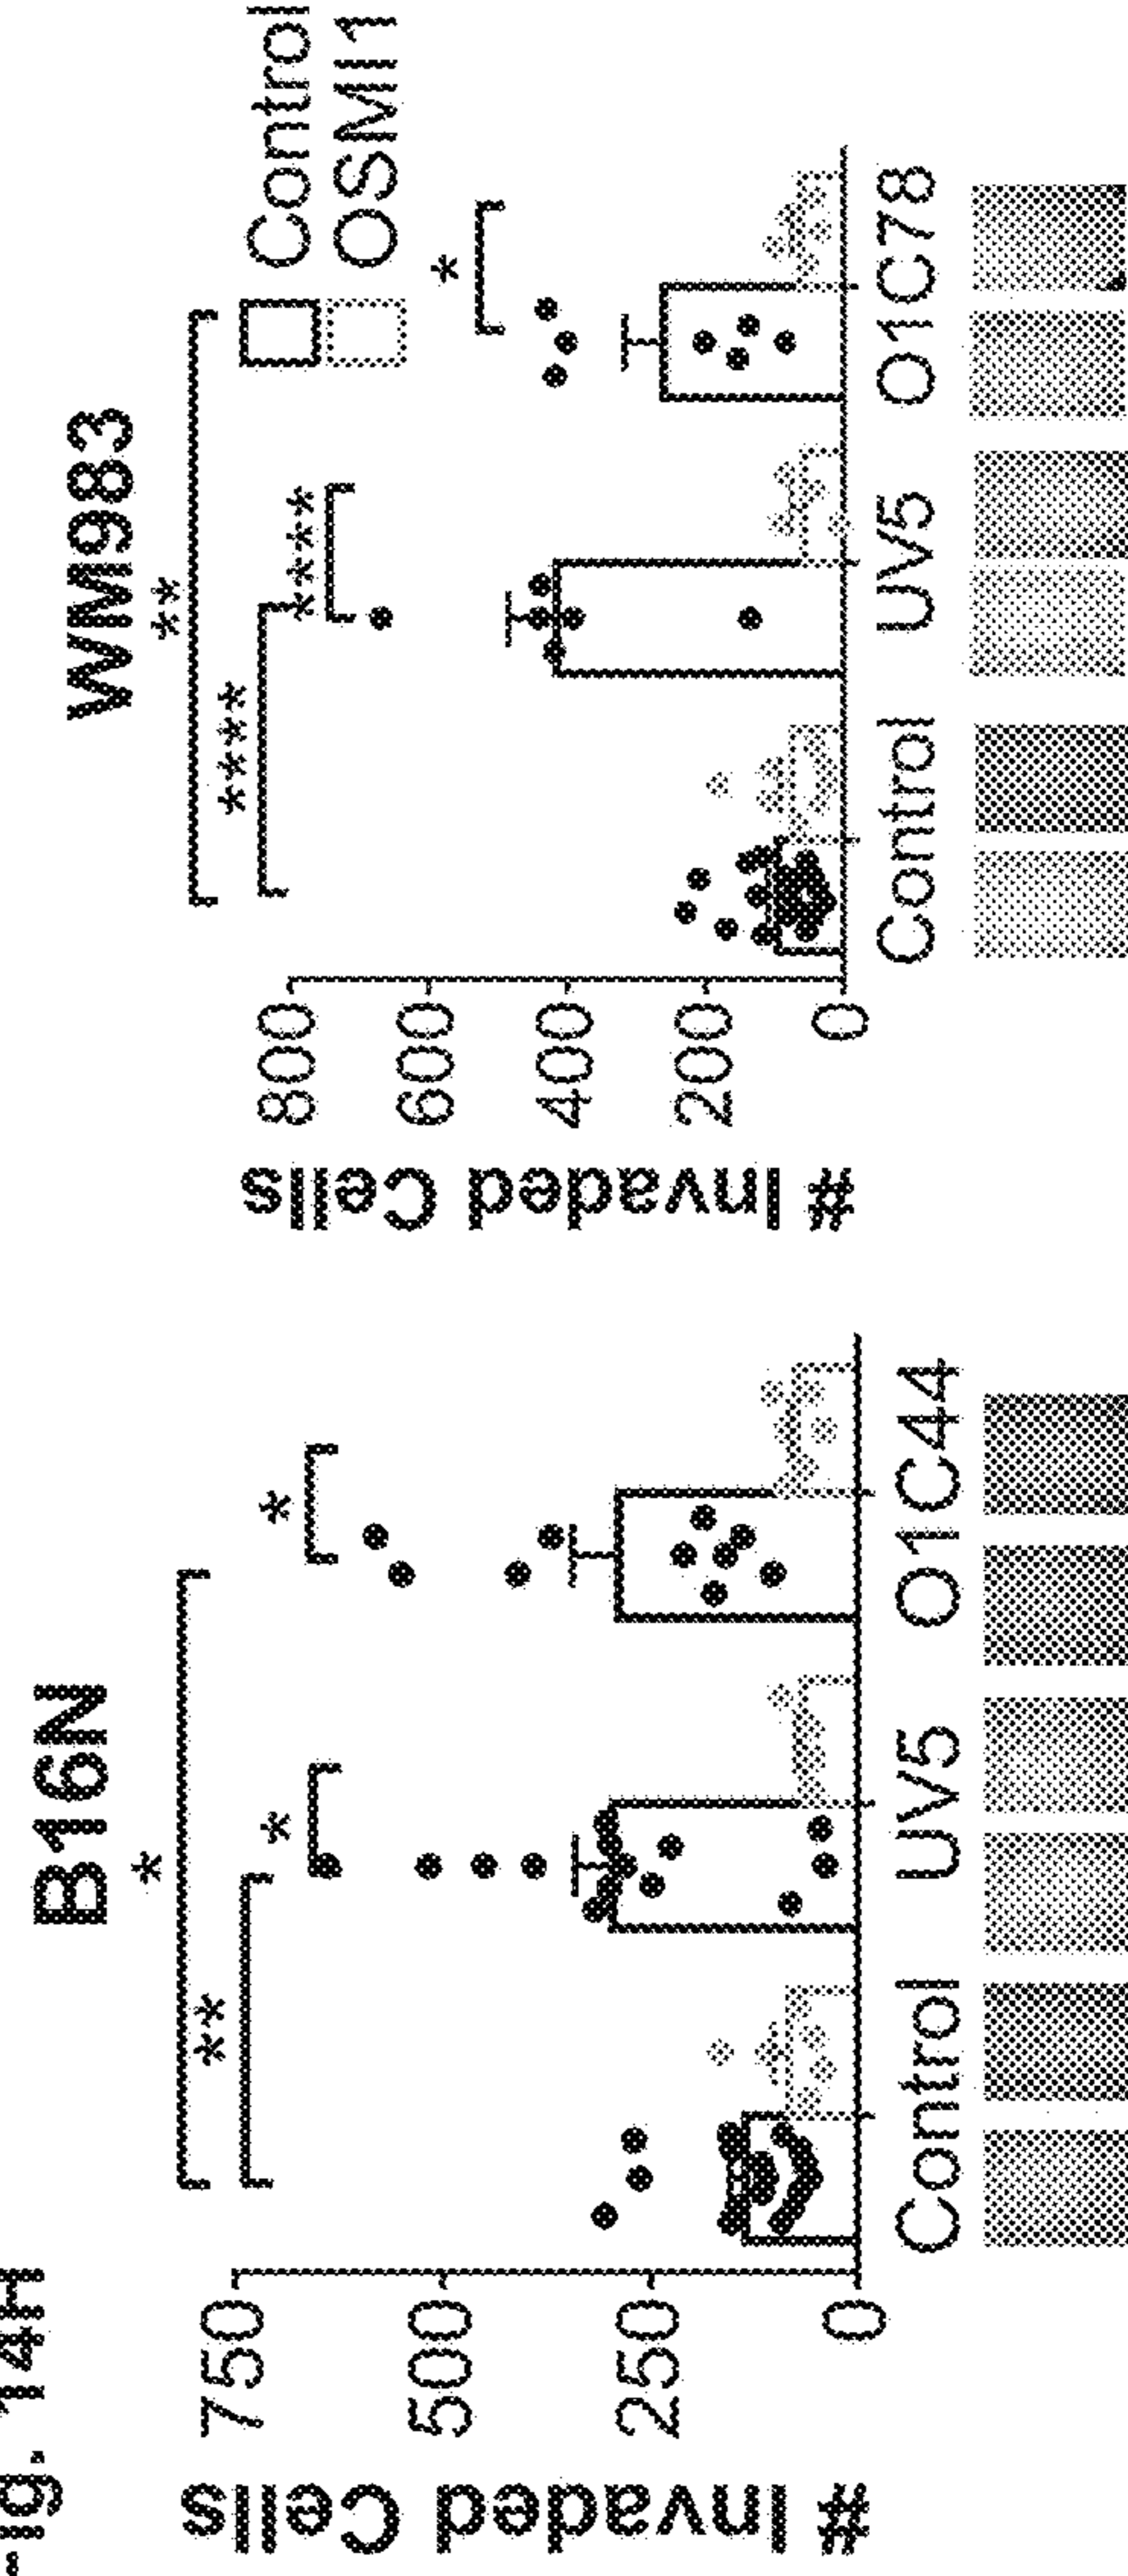 Fig. 14H
B16N
*
**
*
*
# Invaded Cells
750
500
250
0
Control UV5 O1C44
WM983
**
****
****
*
Control
OSMI1
# Invaded Cells
800
600
400
200
0
Control UV5 O1C78